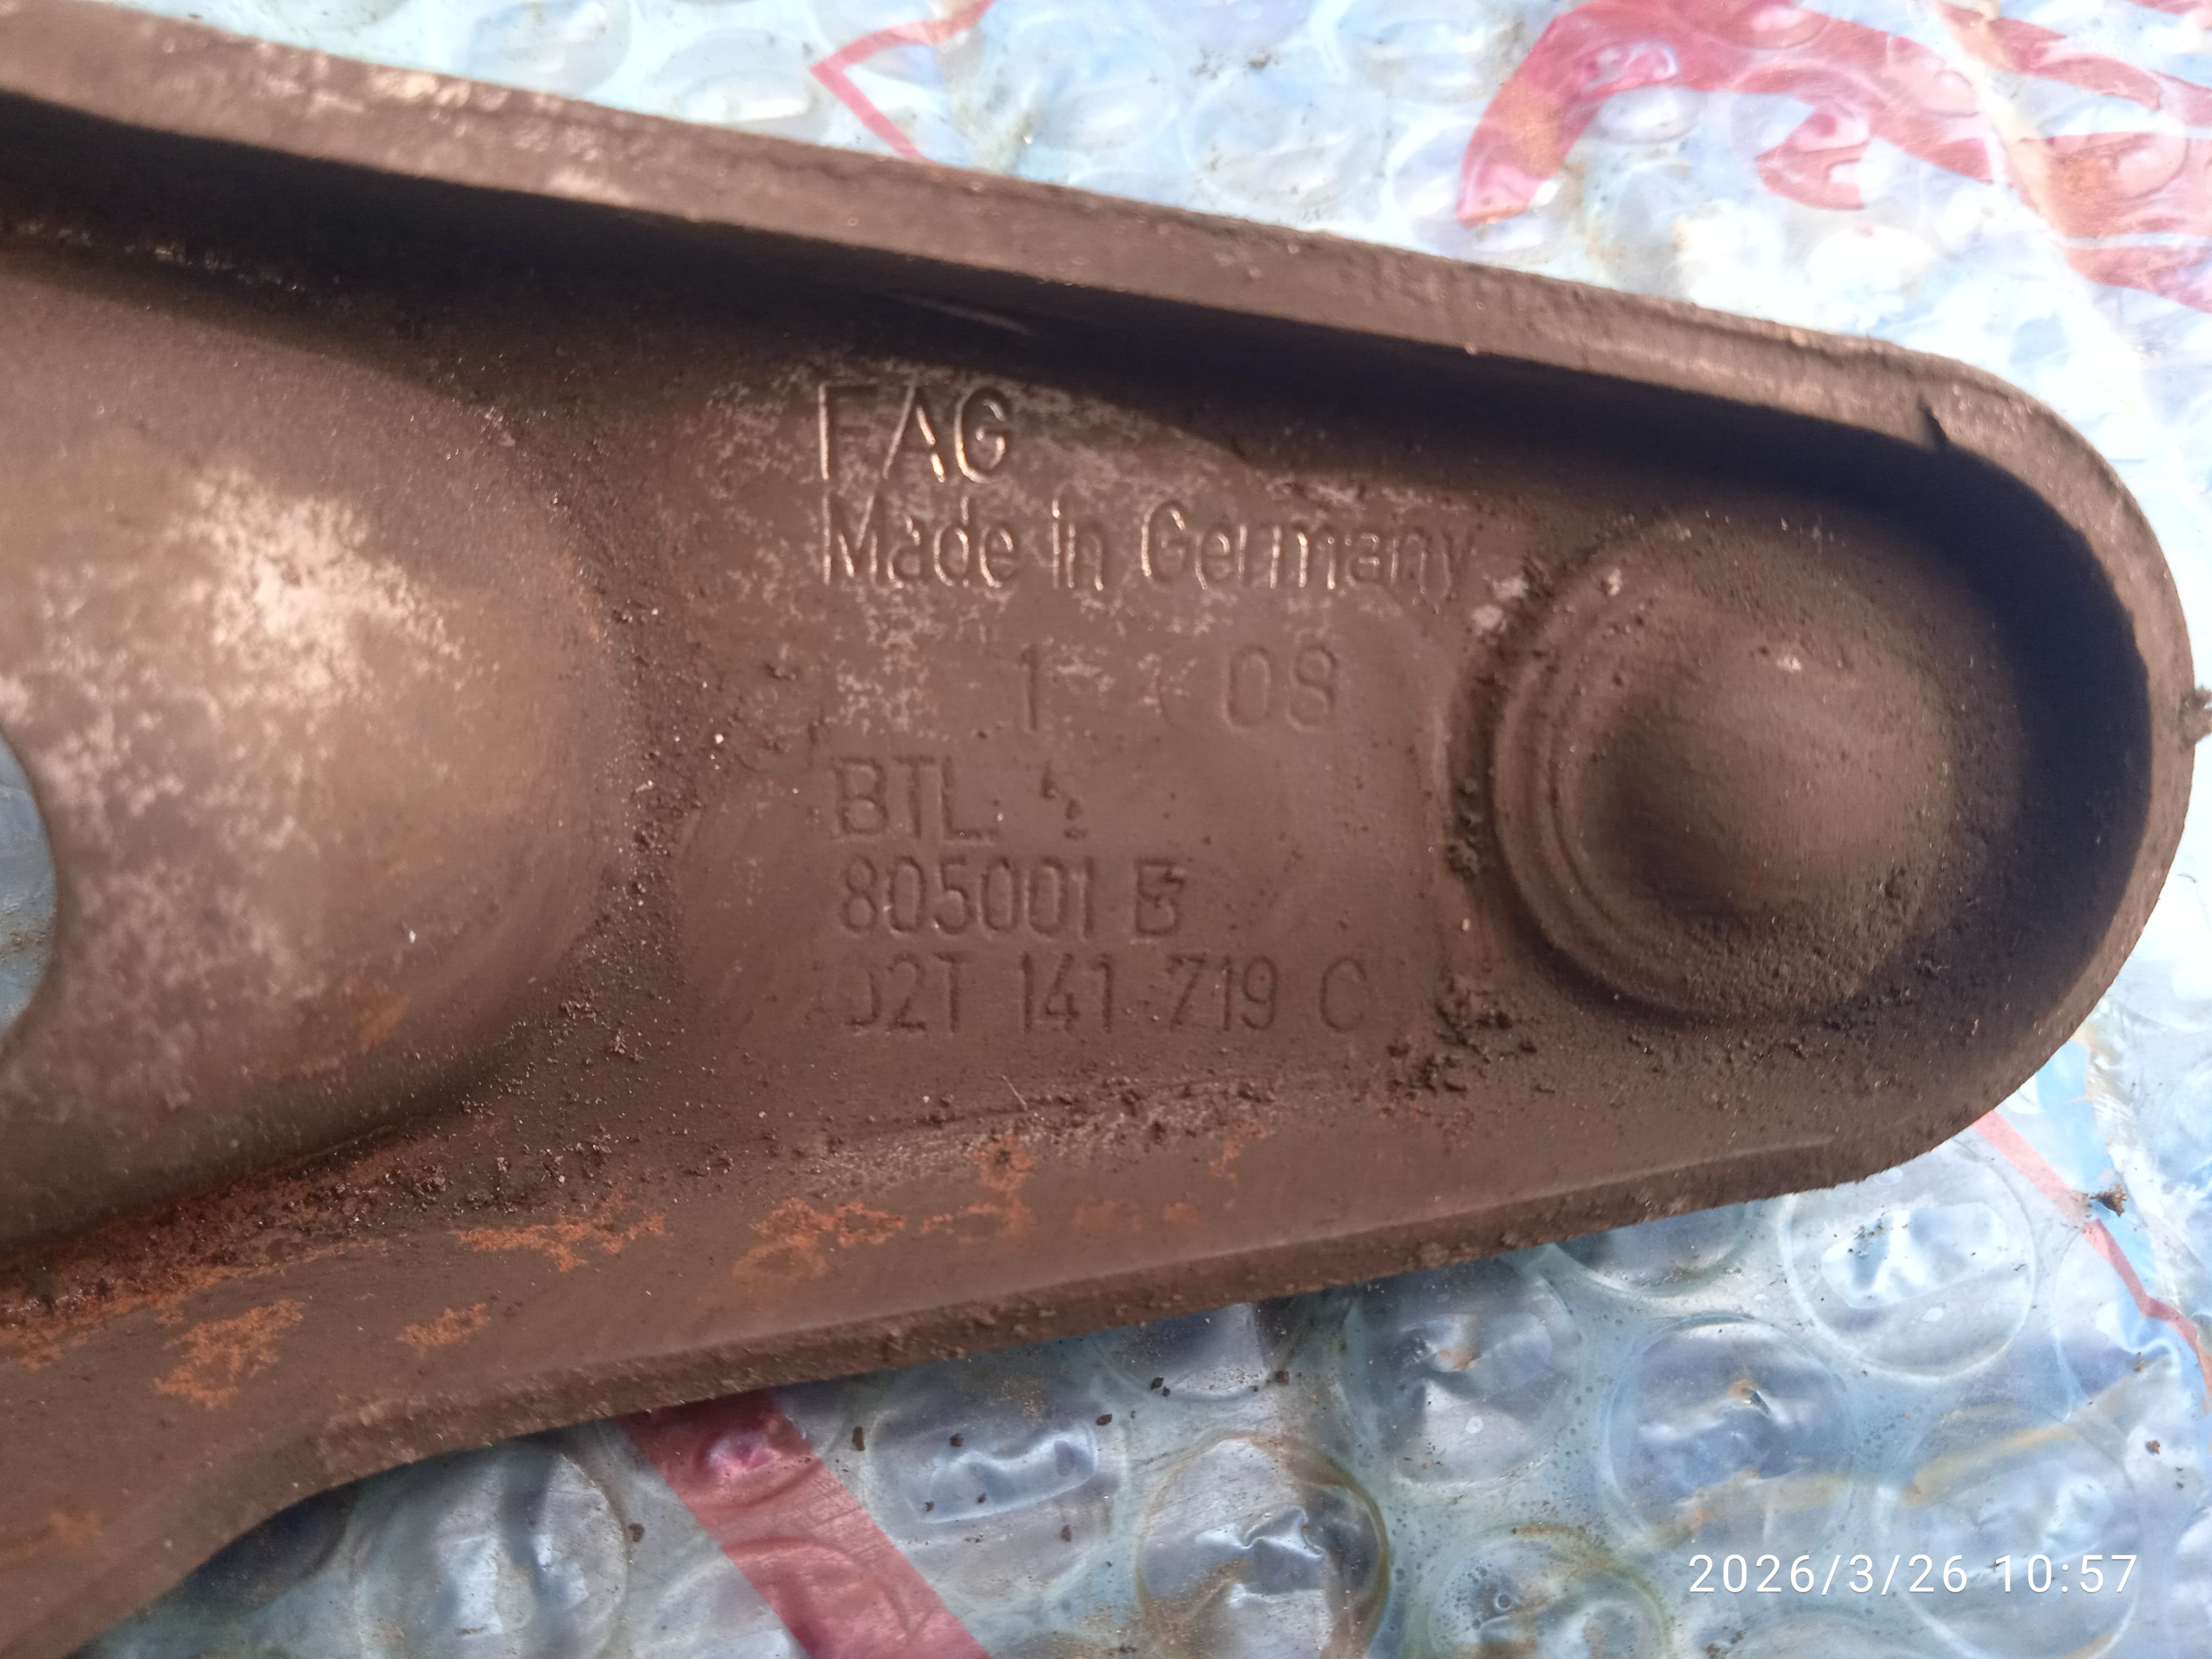 FAG
Made in Germany
1 08
BTL.
805001
02T 141 719 C
2026/3/26 10:57